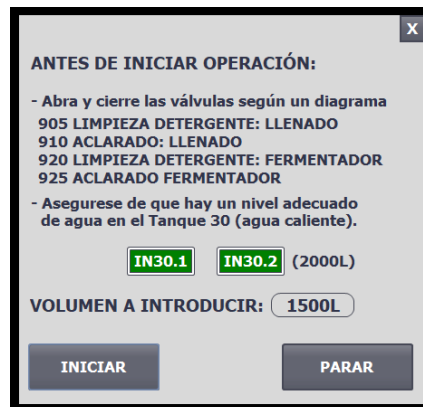 X
ANTES DE INICIAR OPERACIÓN:
- Abra y cierre las válvulas según un diagrama
905 LIMPIEZA DETERGENTE: LLENADO
910 ACLARADO: LLENADO
920 LIMPIEZA DETERGENTE: FERMENTADOR
925 ACLARADO FERMENTADOR
- Asegurese de que hay un nivel adecuado
de agua en el Tanque 30 (agua caliente).
IN30.1 IN30.2 (2000L)
VOLUMEN A INTRODUCIR: 1500L
INICIAR PARAR